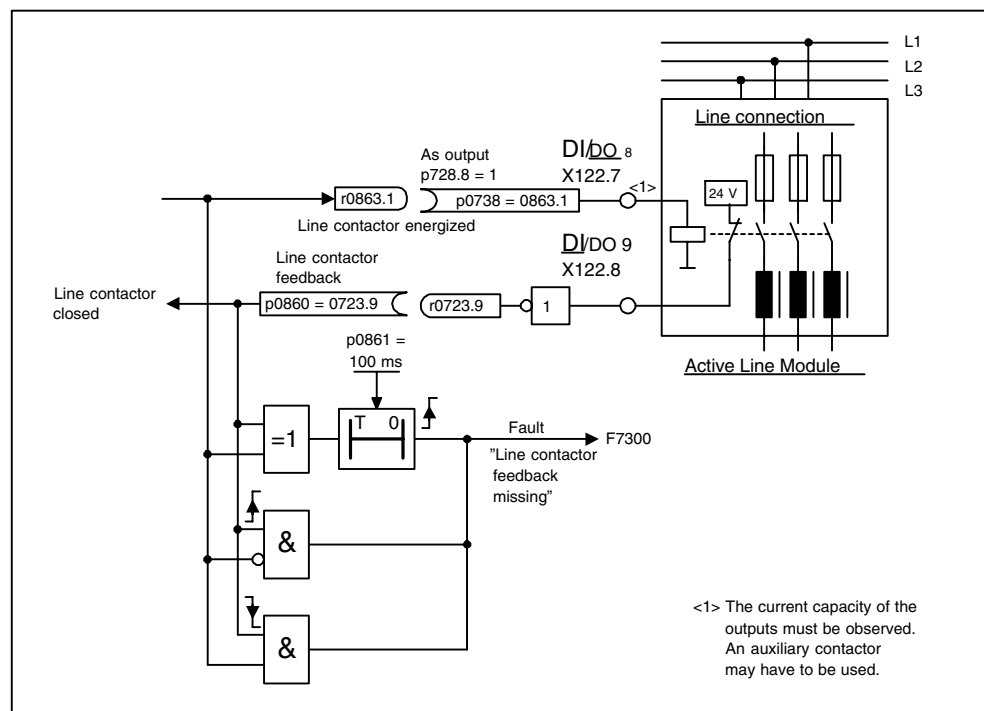 L1
L2
L3
Line connection
As output
p728.8 = 1
DI/DO 8
X122.7
<1>
24 V
r0863.1
p0738 = 0863.1
Line contactor energized
DI/DO 9
X122.8
Line contactor
feedback
Line contactor
closed
p0860 = 0723.9
r0723.9
1
p0861 =
100 ms
Active Line Module
=1
T 0
Fault
F7300
"Line contactor
feedback
missing"
&
&
<1> The current capacity of the
outputs must be observed.
An auxiliary contactor
may have to be used.